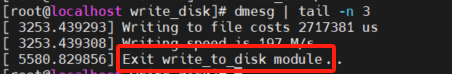 [root@localhost write_disk]# dmesg | tail -n 3
[ 3253.439293] Writing to file costs 2717381 us
[ 3253.439308] Writing speed is 197 M/s
[ 5580.829856] Exit write_to_disk module...